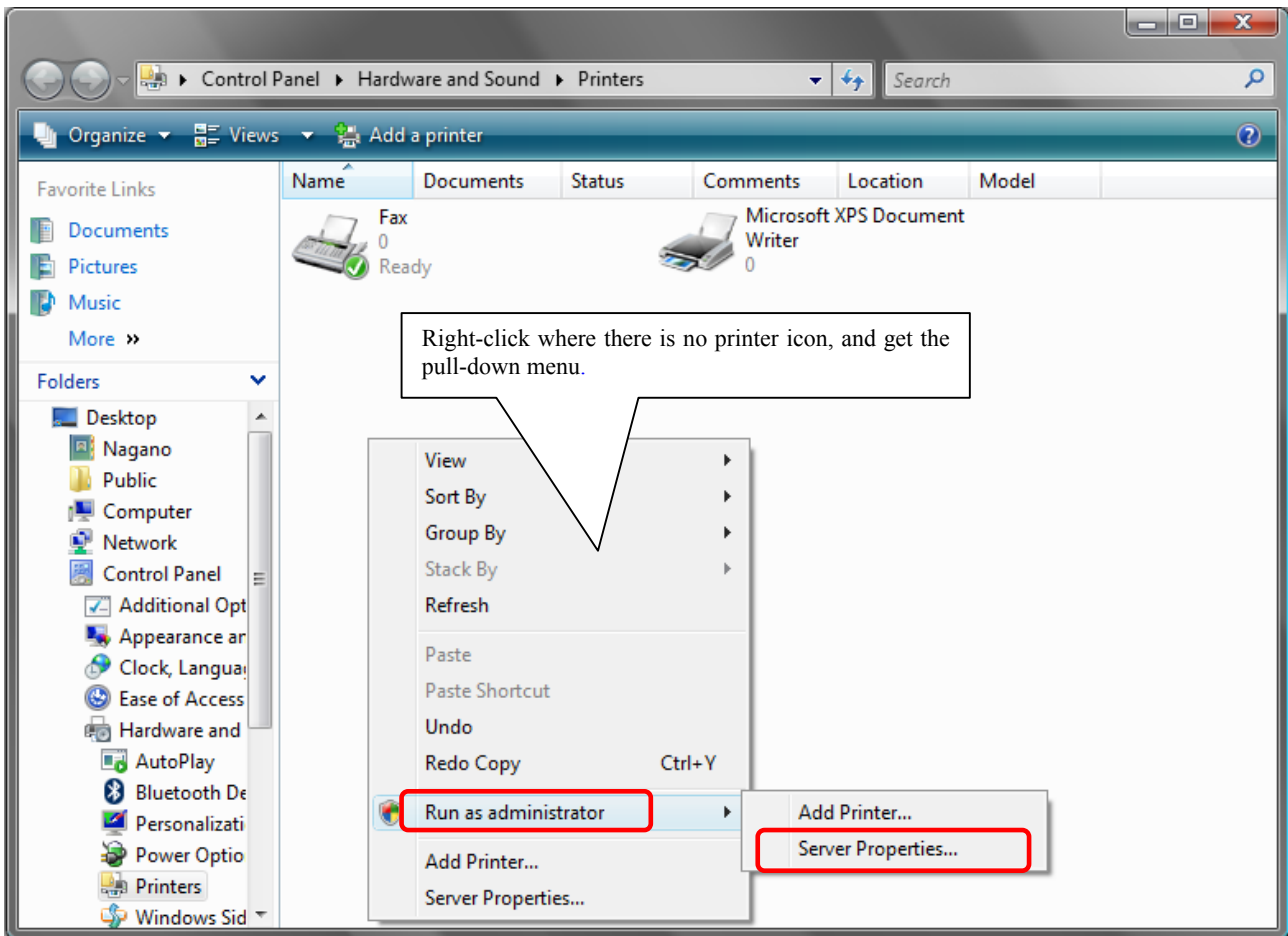 Control Panel Hardware and Sound Printers
Search
Organize Views Add a printer
Favorite Links
Documents
Pictures
Music
More »
Folders
Desktop
Nagano
Public
Computer
Network
Control Panel
Additional Opt
Appearance an
Clock, Languag
Ease of Access
Hardware and
AutoPlay
Bluetooth De
Personalizati
Power Optio
Printers
Windows Sid
Name Documents Status Comments Location Model
Fax
0
Ready
Microsoft XPS Document
Writer
0
Right-click where there is no printer icon, and get the
pull-down menu.
View
Sort By
Group By
Stack By
Refresh
Paste
Paste Shortcut
Undo
Redo Copy Ctrl+Y
Run as administrator
Add Printer...
Server Properties...
Add Printer...
Server Properties...